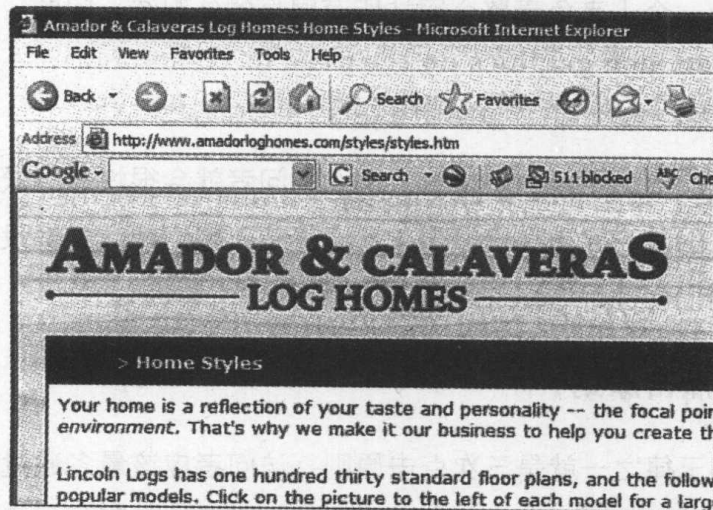 Amador & Calaveras Log Homes: Home Styles - Microsoft Internet Explorer
File Edit View Favorites Tools Help
Back Search Favorites
Address http://www.amadorloghomes.com/styles/styles.htm
Google Search 511 blocked ABC Che
AMADOR & CALAVERAS
LOG HOMES
> Home Styles
Your home is a reflection of your taste and personality -- the focal poin
environment. That's why we make it our business to help you create th
Lincoln Logs has one hundred thirty standard floor plans, and the follow
popular models. Click on the picture to the left of each model for a larg